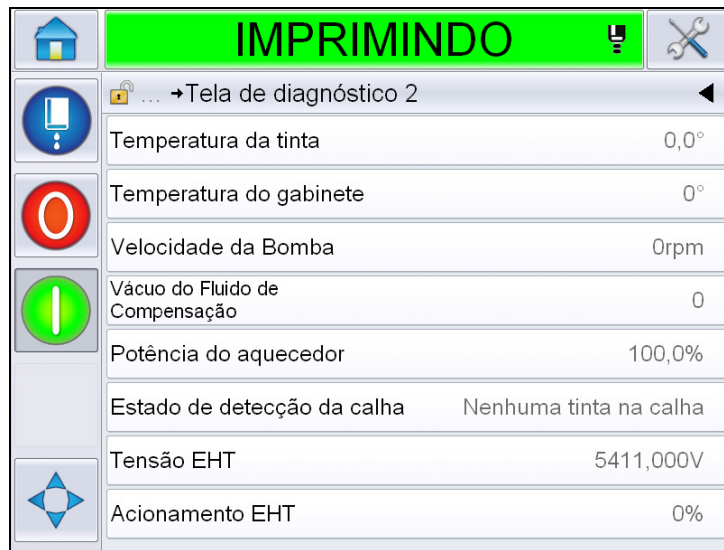 IMPRIMINDO
... →Tela de diagnóstico 2
Temperatura da tinta 0,0°
Temperatura do gabinete 0°
Velocidade da Bomba 0rpm
Vácuo do Fluido de
Compensação 0
Potência do aquecedor 100,0%
Estado de detecção da calha Nenhuma tinta na calha
Tensão EHT 5411,000V
Acionamento EHT 0%